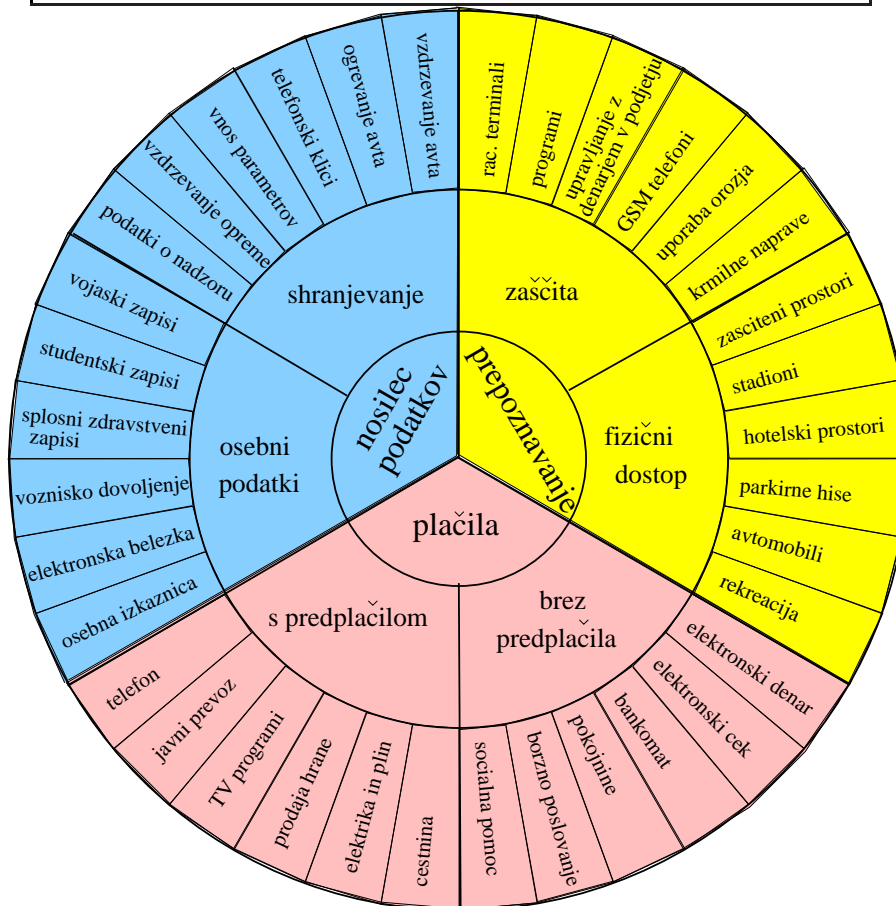 vzdrzevanje avta
ogrevanje avta
telefonski klici
vnos parametrov
vzdrzevanje opreme
podatki o nadzoru
vojaski zapisi
studentski zapisi
splosni zdravstveni
zapisi
voznisko dovoljenje
elektronska belezka
osebna izkaznica
shranjevanje
osebni
podatki
nosilec
podatkov
rac. terminali
programi
upravljanje z
denarjem v podjetju
GSM telefoni
uporaba orozja
krmilne naprave
zasciteni prostori
stadioni
hotelski prostori
parkirne hise
avtomobili
rekreacija
zaščita
fizični
dostop
prepoznavanje
plačila
s predplačilom
brez
predplačila
telefon
javni prevoz
TV programi
prodaja hrane
elektrika in plin
cestnina
socialna pomoc
borzno poslovanje
pokojnine
bankomat
elektronski cek
elektronski denar